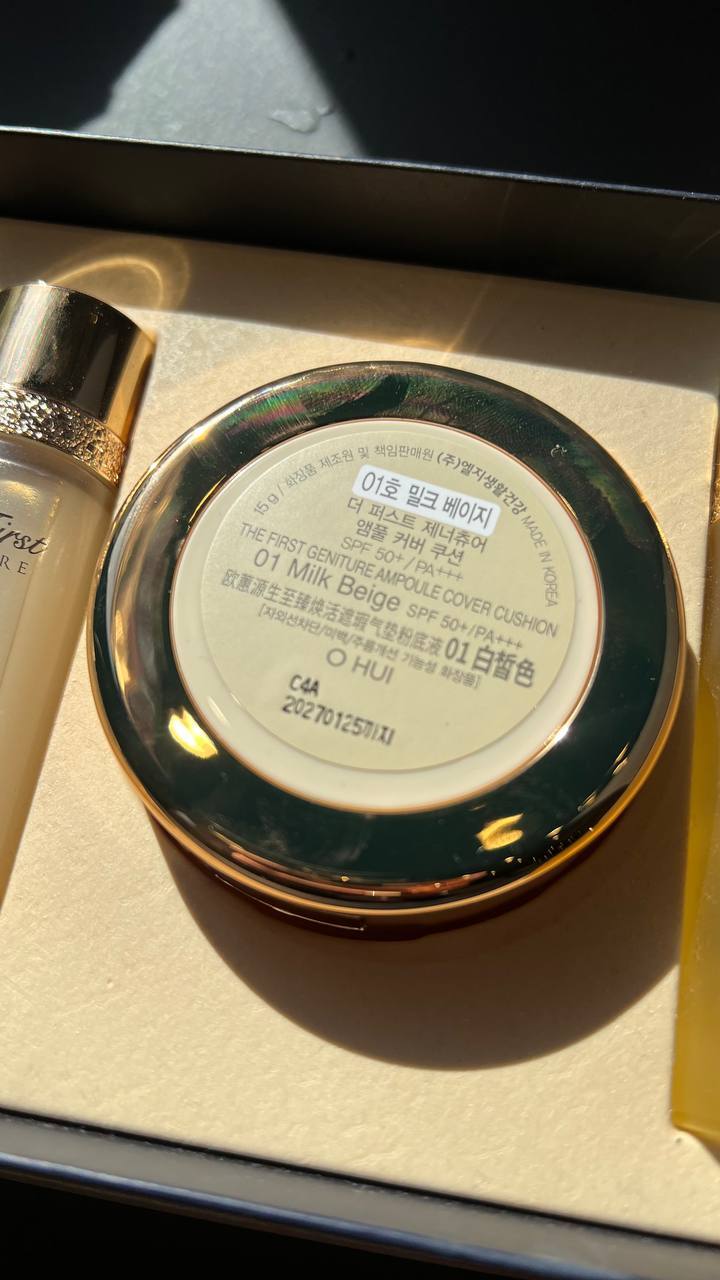 15 g / 화장품 제조원 및 책임판매원 (주)엘지생활건강 MADE IN KOREA
01호 밀크 베이지
더 퍼스트 제너츄어
앰플 커버 쿠션
SPF 50+ / PA+++
THE FIRST GENITURE AMPOULE COVER CUSHION
01 Milk Beige SPF 50+/PA+++
欧蕙源生至臻焕活遮瑕气垫粉底液 01 白皙色
[자외선차단/미백/주름개선 기능성 화장품]
O HUI
C4A
20270125까지
First
RE